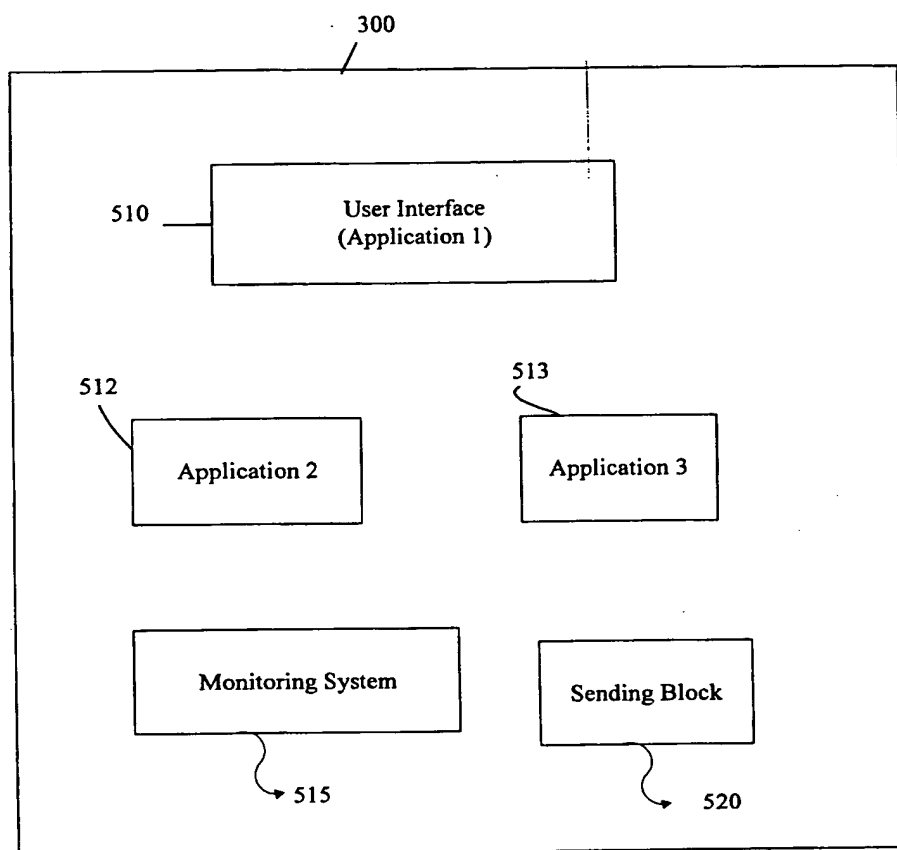 300
510
User Interface
(Application 1)
512
513
Application 2
Application 3
Monitoring System
Sending Block
515
520